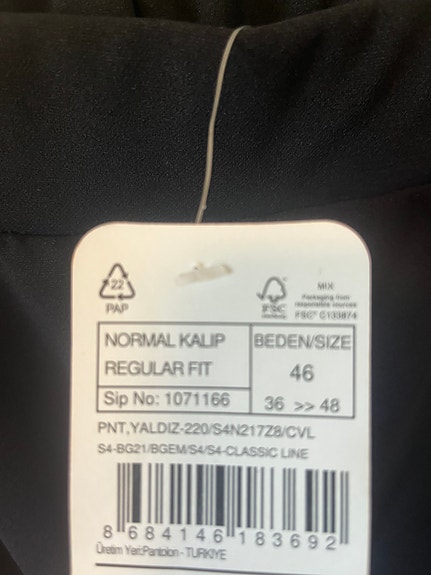 22
PAP
FSC
MIX
Packaging from
responsible sources
FSC® C133874
NORMAL KALIP
REGULAR FIT
BEDEN/SIZE
46
Sip No: 1071166
36 >> 48
PNT,YALDIZ-220/S4N217Z8/CVL
S4-BG21/BGEM/S4/S4-CLASSIC LINE
8 684146 183692
Üretim Yeri:Pantolon - TURKIYE